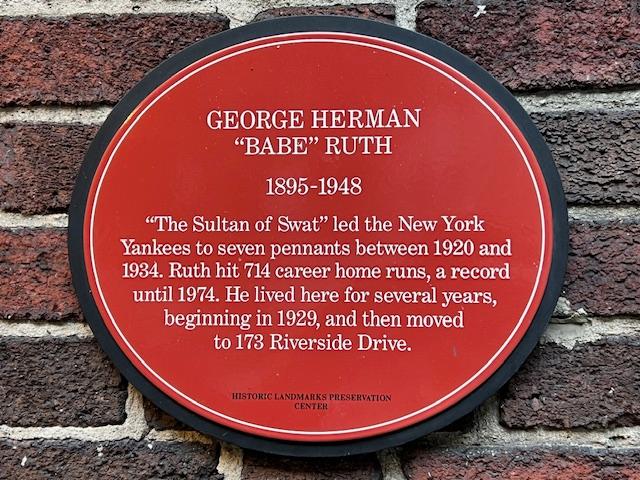 GEORGE HERMAN
“BABE” RUTH
1895-1948
“The Sultan of Swat” led the New York
Yankees to seven pennants between 1920 and
1934. Ruth hit 714 career home runs, a record
until 1974. He lived here for several years,
beginning in 1929, and then moved
to 173 Riverside Drive.
HISTORIC LANDMARKS PRESERVATION
CENTER